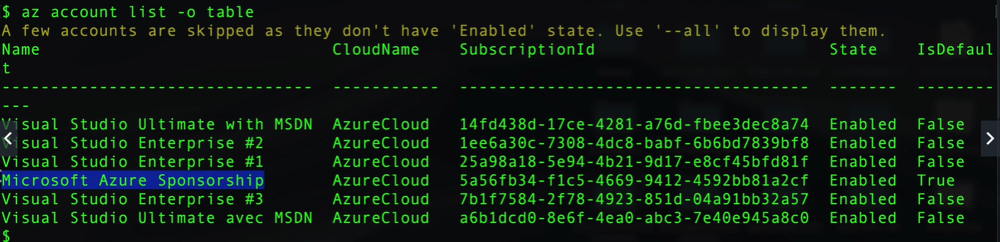 $ az account list -o table
A few accounts are skipped as they don't have 'Enabled' state. Use '--all' to display them.
Name CloudName SubscriptionId State IsDefaul
t
-------------------------------- ----------- ------------------------------------ ------- --------
---
Visual Studio Ultimate with MSDN AzureCloud 14fd438d-17ce-4281-a76d-fbee3dec8a74 Enabled False
Visual Studio Enterprise #2 AzureCloud 1ee6a30c-7308-4dc8-babf-6b6bd7839bf8 Enabled False
Visual Studio Enterprise #1 AzureCloud 25a98a18-5e94-4b21-9d17-e8cf45bfd81f Enabled False
Microsoft Azure Sponsorship AzureCloud 5a56fb34-f1c5-4669-9412-4592bb81a2cf Enabled True
Visual Studio Enterprise #3 AzureCloud 7b1f7584-2f78-4923-851d-04a91bb32a57 Enabled False
Visual Studio Ultimate avec MSDN AzureCloud a6b1dcd0-8e6f-4ea0-abc3-7e40e945a8c0 Enabled False
$